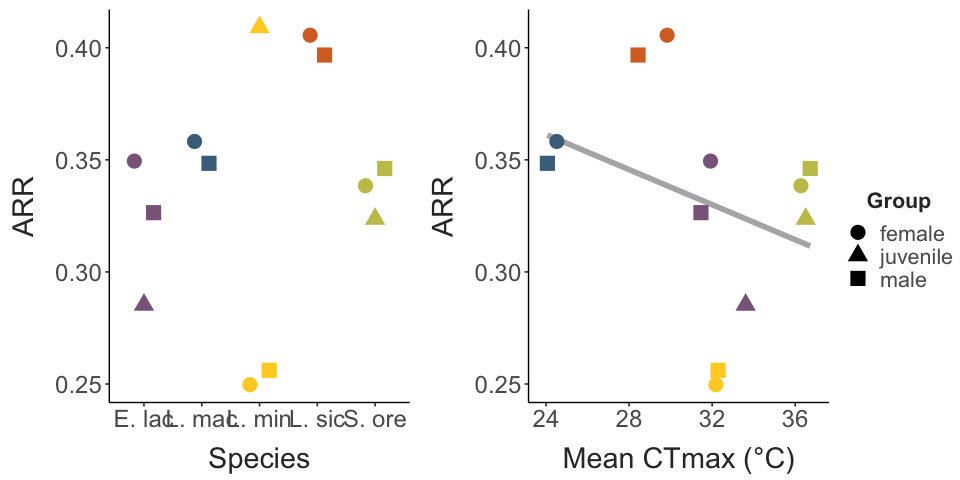 0.40
0.35
0.30
0.25
ARR
E. lac
L. mac
L. min
L. sic
S. ore
Species
0.40
0.35
0.30
0.25
ARR
24
28
32
36
Mean CTmax (°C)
Group
female
juvenile
male